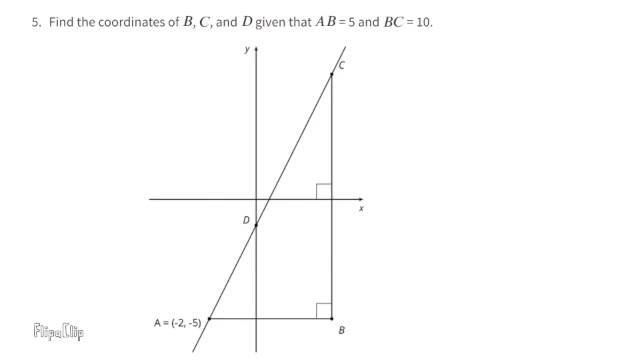 5. Find the coordinates of B, C, and D given that AB = 5 and BC = 10.
y
C
x
D
A = (-2, -5)
B
FlipaClip